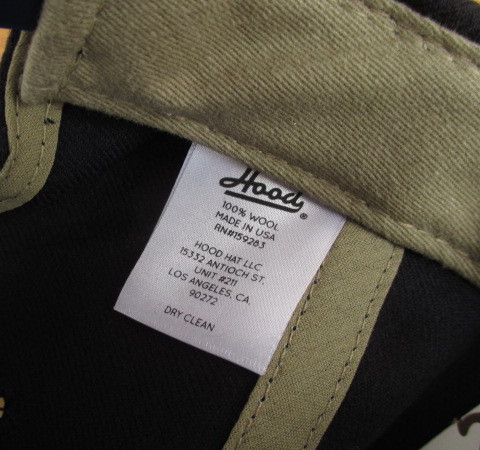 Hood®
100% WOOL
MADE IN USA
RN#159283
HOOD HAT LLC
15332 ANTIOCH ST.
UNIT #211
LOS ANGELES, CA.
90272
DRY CLEAN